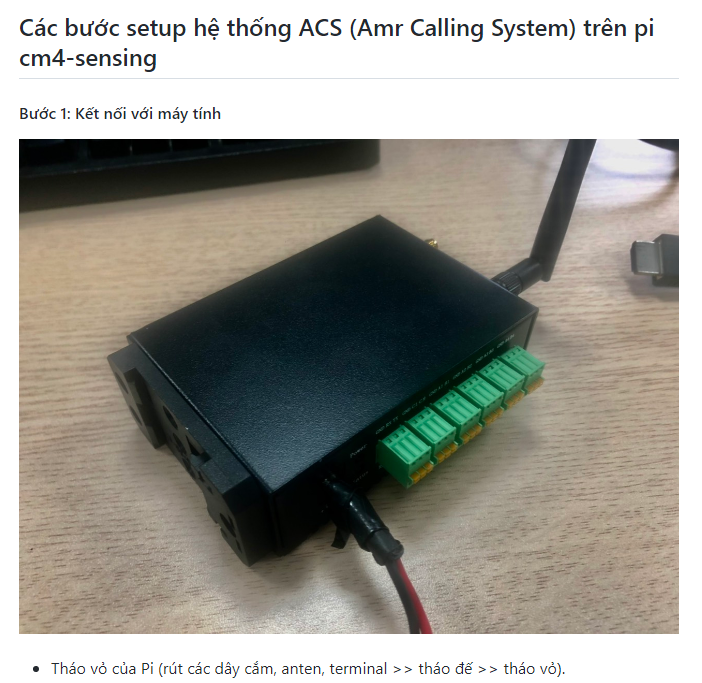 Các bước setup hệ thống ACS (Amr Calling System) trên pi
cm4-sensing
Bước 1: Kết nối với máy tính
Tháo vỏ của Pi (rút các dây cắm, anten, terminal >> tháo đế >> tháo vỏ).